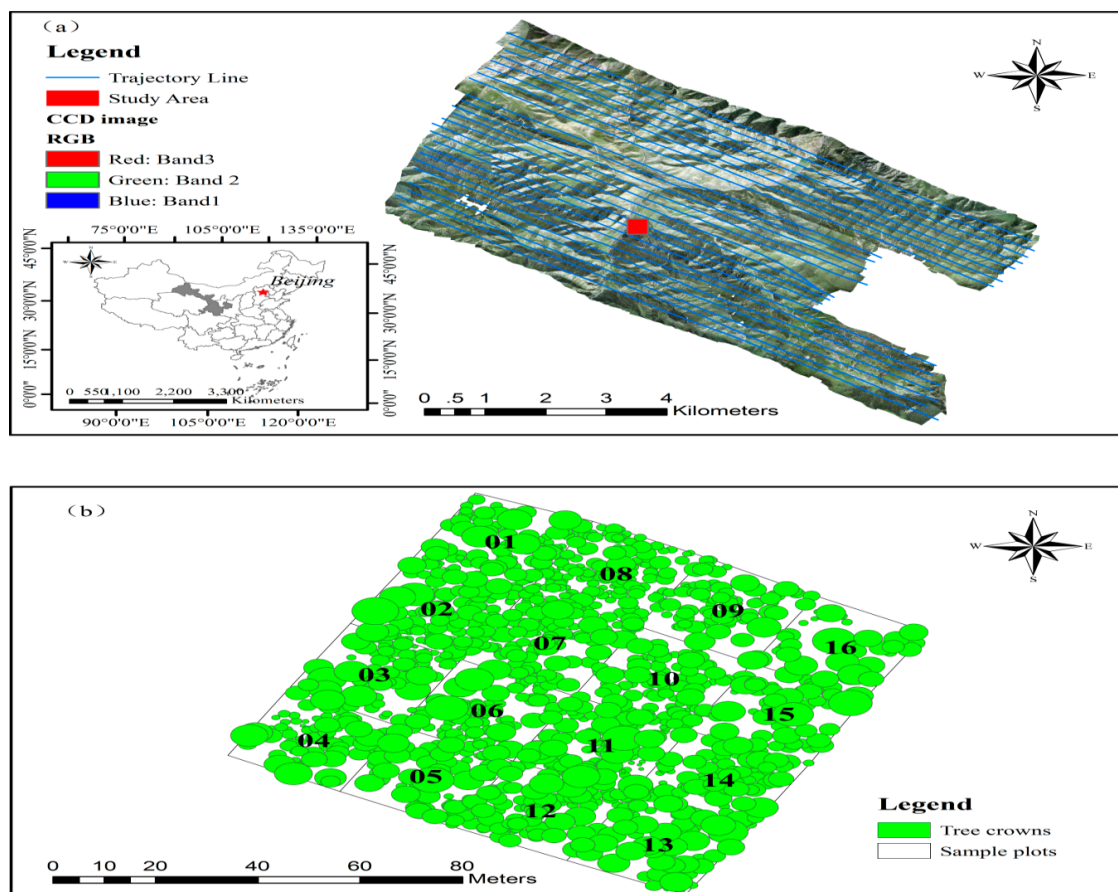 (a)
Legend
Trajectory Line
Study Area
CCD image
RGB
Red: Band3
Green: Band 2
Blue: Band1
N
W E
S
75°0'0"E 105°0'0"E 135°0'0"E
45°0'0"N
30°0'0"N
15°0'0"N
0°0'0"
Beijing
45°0'0"N
30°0'0"N
15°0'0"N
0°0'0"
0 550 1,100 2,200 3,300
Kilometers
90°0'0"E 105°0'0"E 120°0'0"E
0 .5 1 2 3 4
Kilometers
(b)
N
W E
S
01
08
02
09
07
16
03
10
06
15
04
11
05
14
12
13
Legend
Tree crowns
Sample plots
0 10 20 40 60 80
Meters